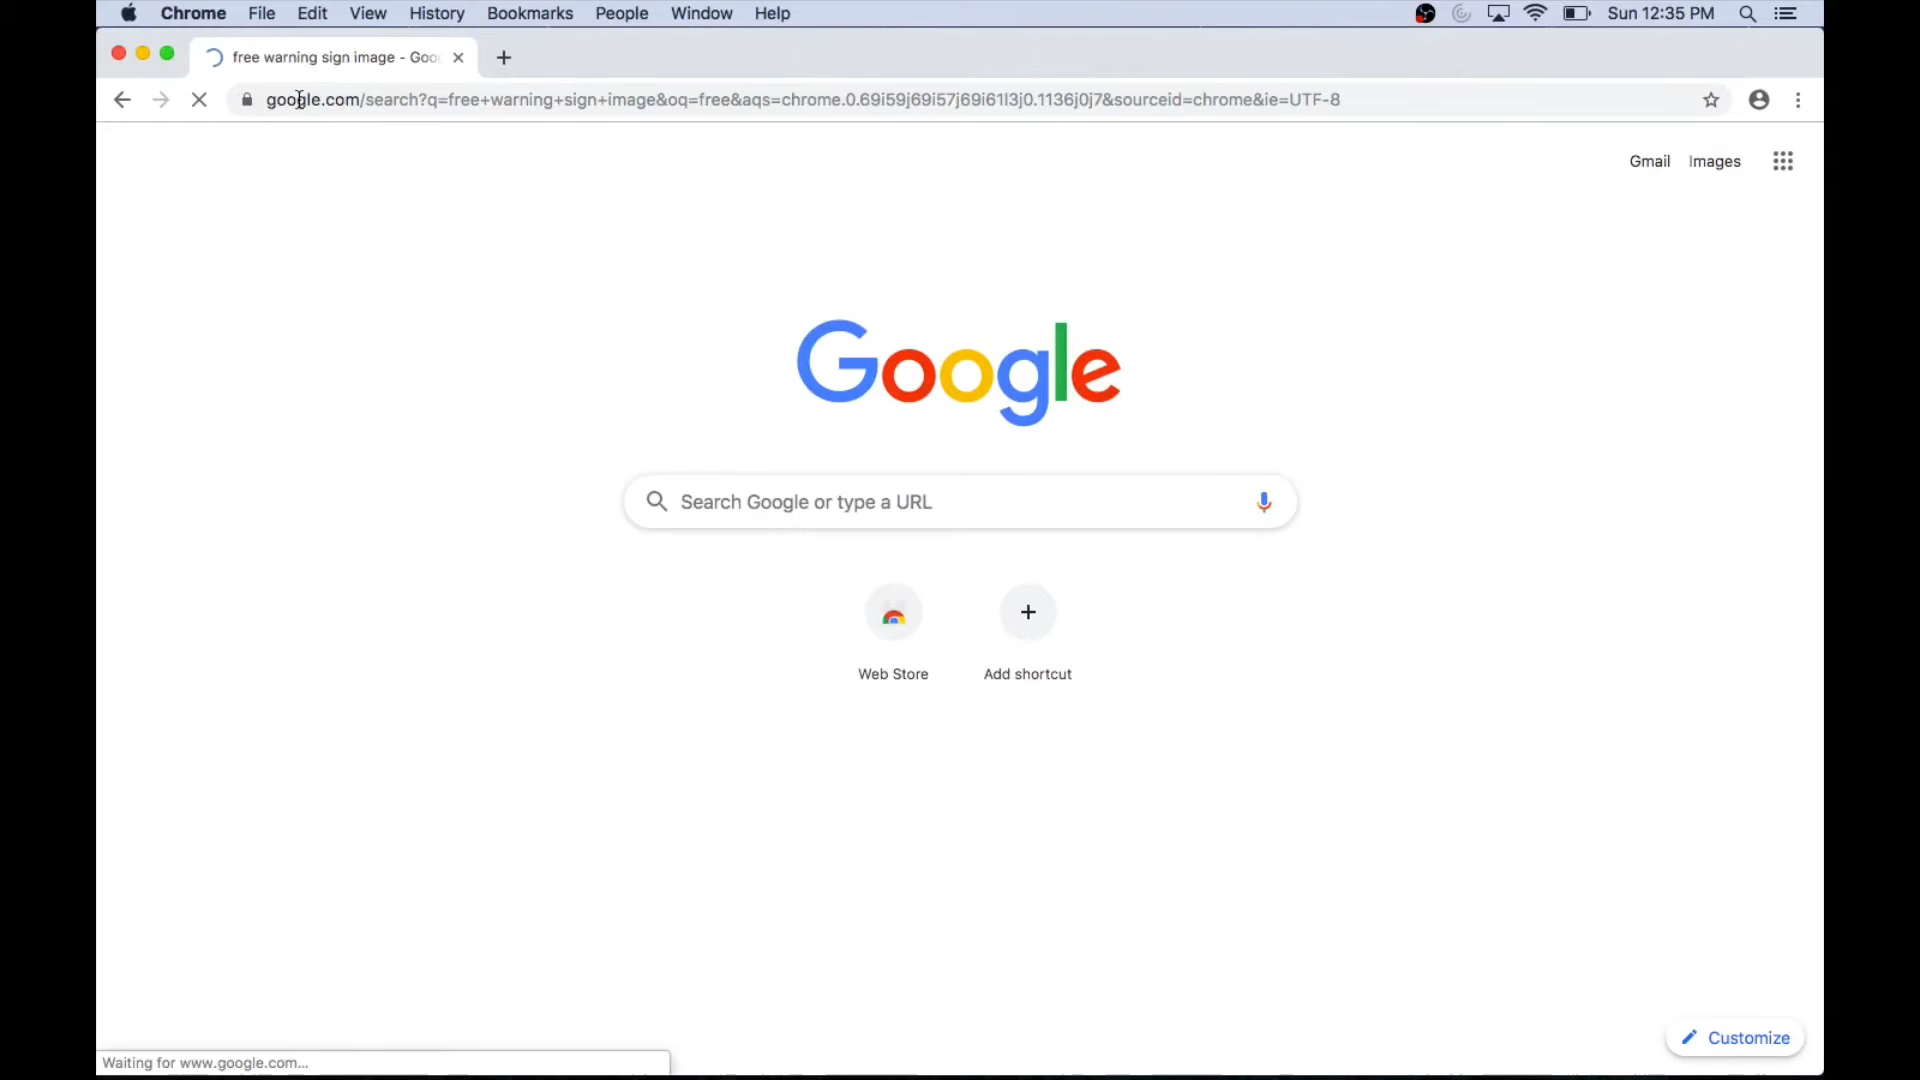 Chrome File Edit View History Bookmarks People Window Help Sun 12:35 PM
free warning sign image - Goo
google.com/search?q=free+warning+sign+image&oq=free&aqs=chrome.0.69i59j69i57j69i61l3j0.1136j0j7&sourceid=chrome&ie=UTF-8
Gmail Images
Google
Search Google or type a URL
Web Store Add shortcut
Customize
Waiting for www.google.com...